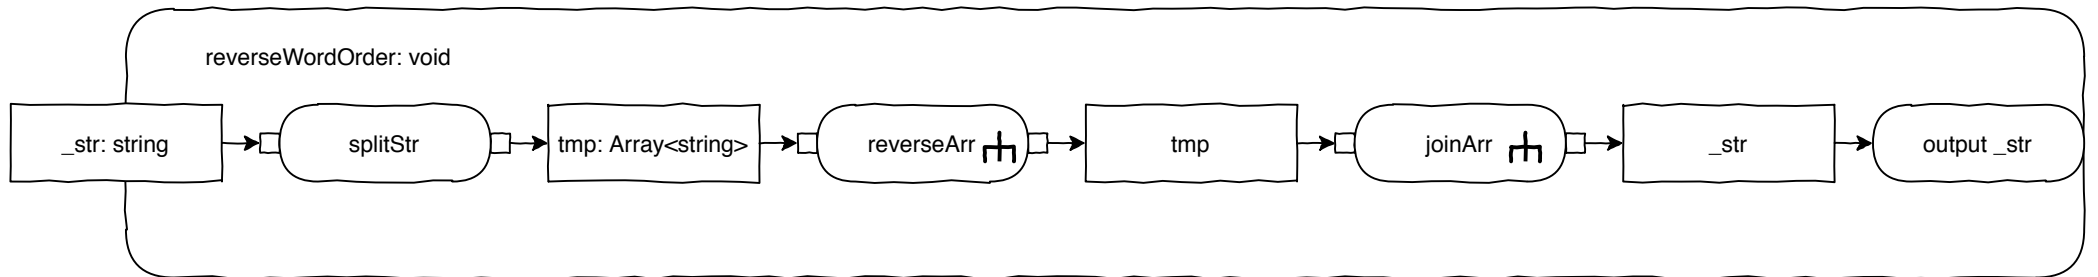 reverseWordOrder: void
_str: string
splitStr
tmp: Array<string>
reverseArr
tmp
joinArr
_str
output _str